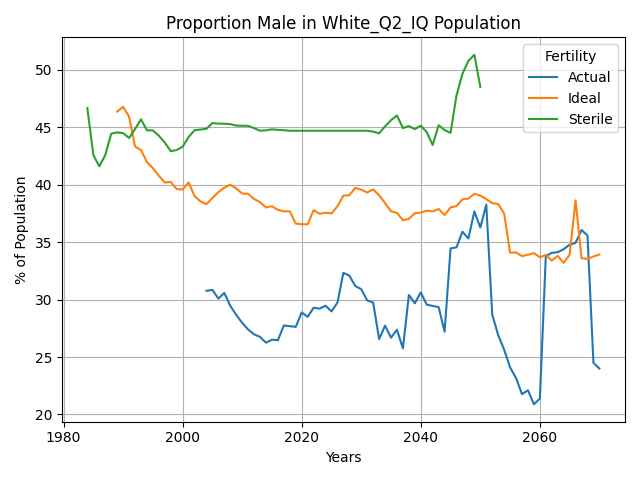 Proportion Male in White_Q2_IQ Population
Fertility
Actual
Ideal
Sterile
% of Population
50
45
40
35
30
25
20
1980
2000
2020
2040
2060
Years